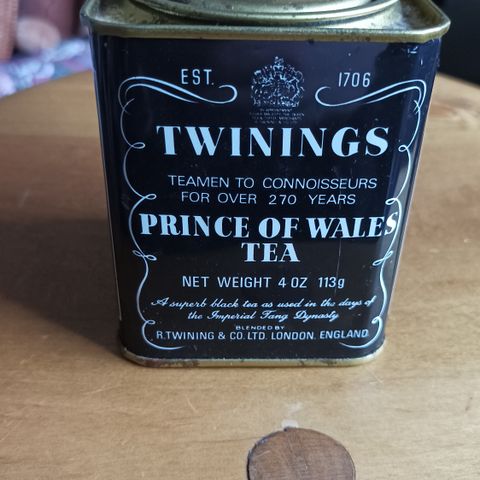 EST. 1706
TWININGS
TEAMEN TO CONNOISSEURS
FOR OVER 270 YEARS
PRINCE OF WALES
TEA
NET WEIGHT 4 OZ 113g
A superb black tea as used in the days of
the Imperial Tang Dynasty
BLENDED BY
R.TWINING & CO. LTD. LONDON, ENGLAND.